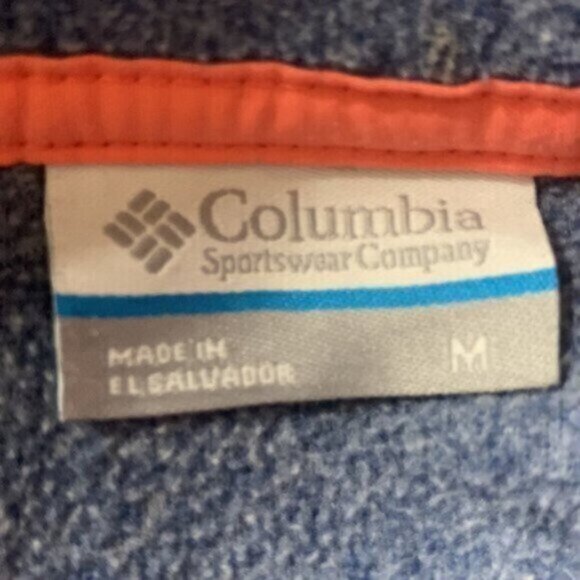 Columbia
Sportswear Company
MADE IN
EL SALVADOR
M